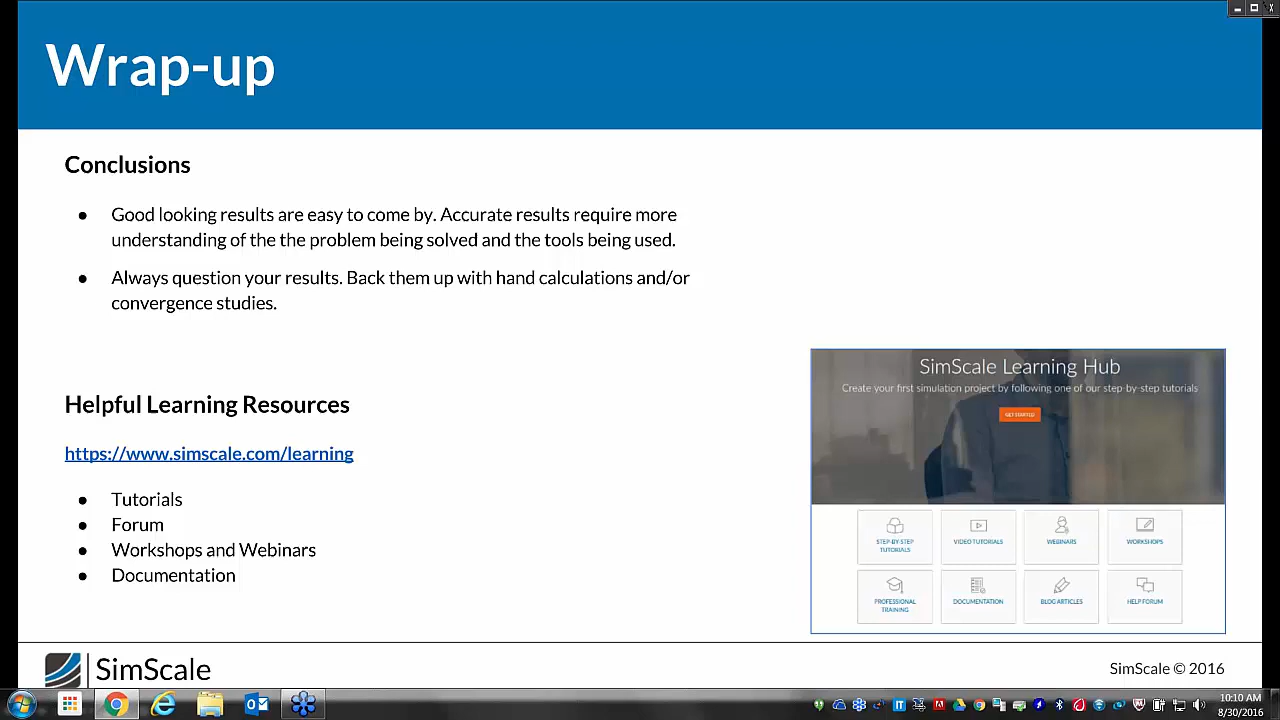 Wrap-up
Conclusions
● Good looking results are easy to come by. Accurate results require more
understanding of the the problem being solved and the tools being used.
● Always question your results. Back them up with hand calculations and/or
convergence studies.
Helpful Learning Resources
https://www.simscale.com/learning
● Tutorials
● Forum
● Workshops and Webinars
● Documentation
SimScale Learning Hub
Create your first simulation project by following one of our step-by-step tutorials
GET STARTED
STEP-BY-STEP
TUTORIALS
VIDEO TUTORIALS
WEBINARS
WORKSHOPS
PROFESSIONAL
TRAINING
DOCUMENTATION
BLOG ARTICLES
HELP FORUM
SimScale
SimScale © 2016
IT
10:10 AM
8/30/2016